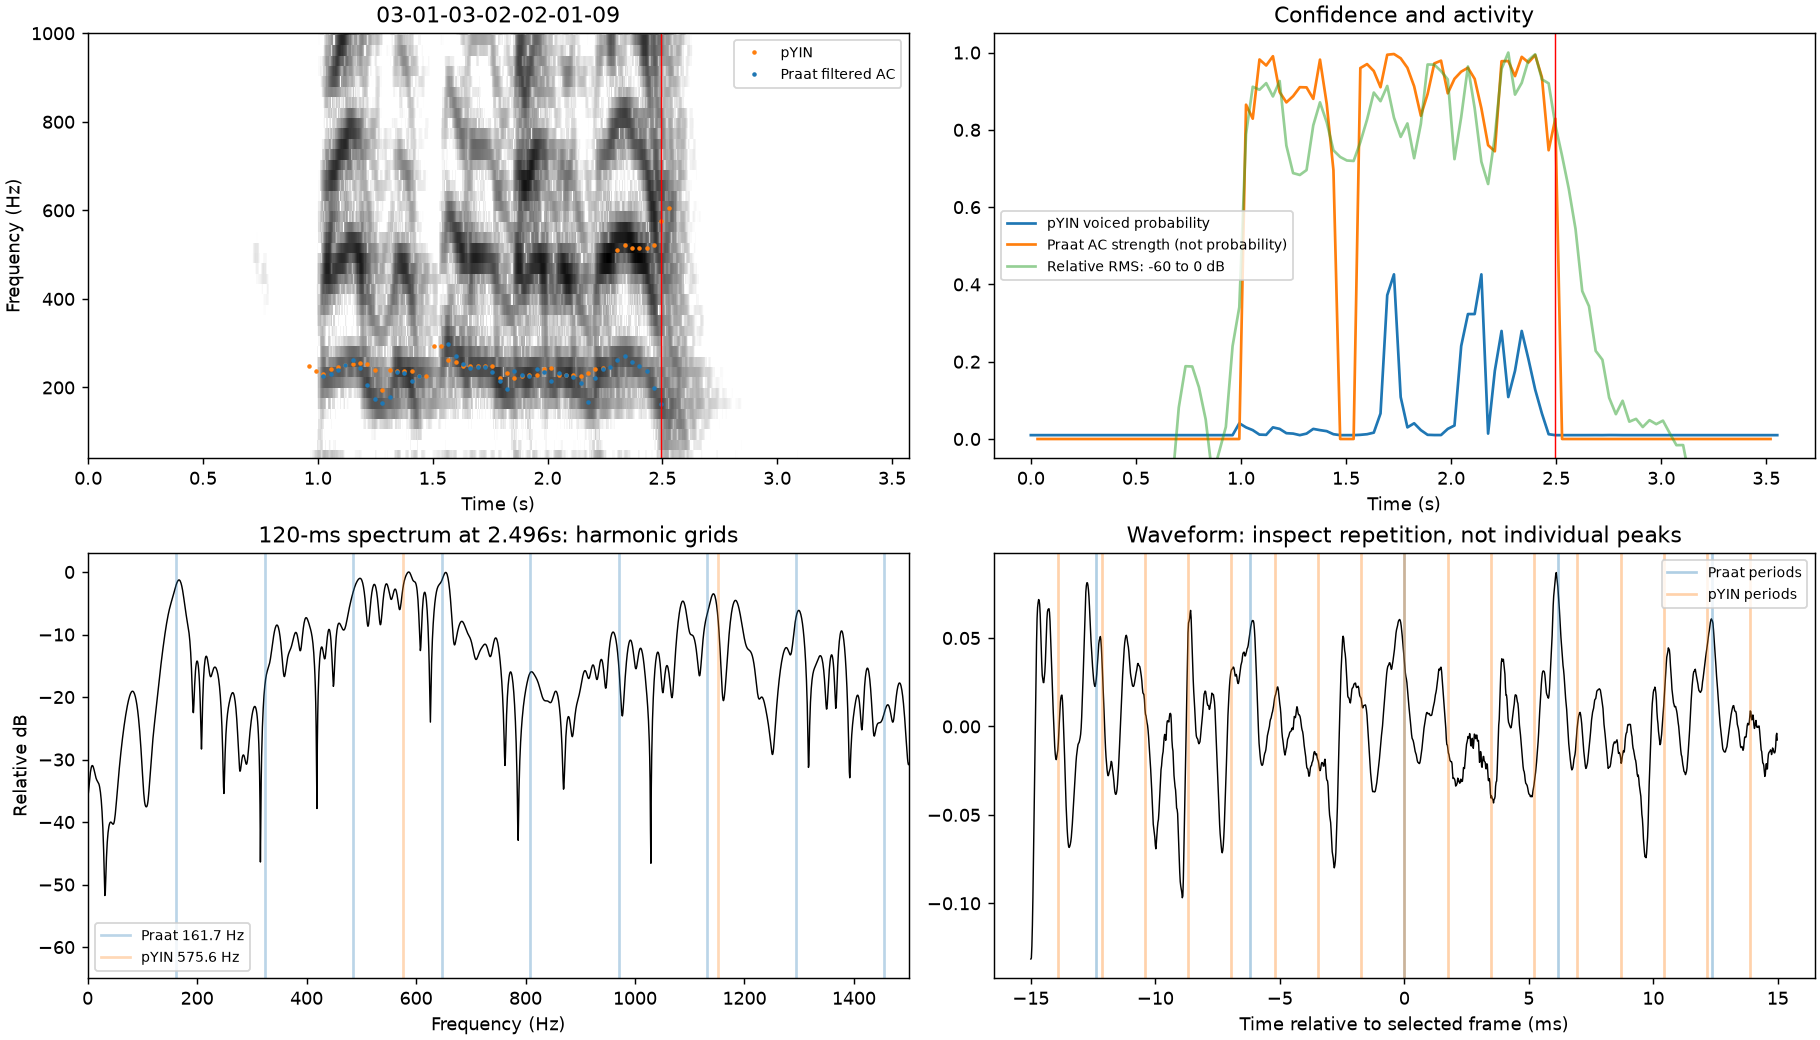 03-01-03-02-02-01-09
1000
800
600
400
200
Frequency (Hz)
pYIN
Praat filtered AC
0.0 0.5 1.0 1.5 2.0 2.5 3.0 3.5
Time (s)
Confidence and activity
1.0
0.8
0.6
0.4
0.2
0.0
pYIN voiced probability
Praat AC strength (not probability)
Relative RMS: -60 to 0 dB
0.0 0.5 1.0 1.5 2.0 2.5 3.0 3.5
Time (s)
120-ms spectrum at 2.496s: harmonic grids
0
−10
−20
−30
−40
−50
−60
Relative dB
Praat 161.7 Hz
pYIN 575.6 Hz
0 200 400 600 800 1000 1200 1400
Frequency (Hz)
Waveform: inspect repetition, not individual peaks
0.05
0.00
−0.05
−0.10
Praat periods
pYIN periods
−15 −10 −5 0 5 10 15
Time relative to selected frame (ms)